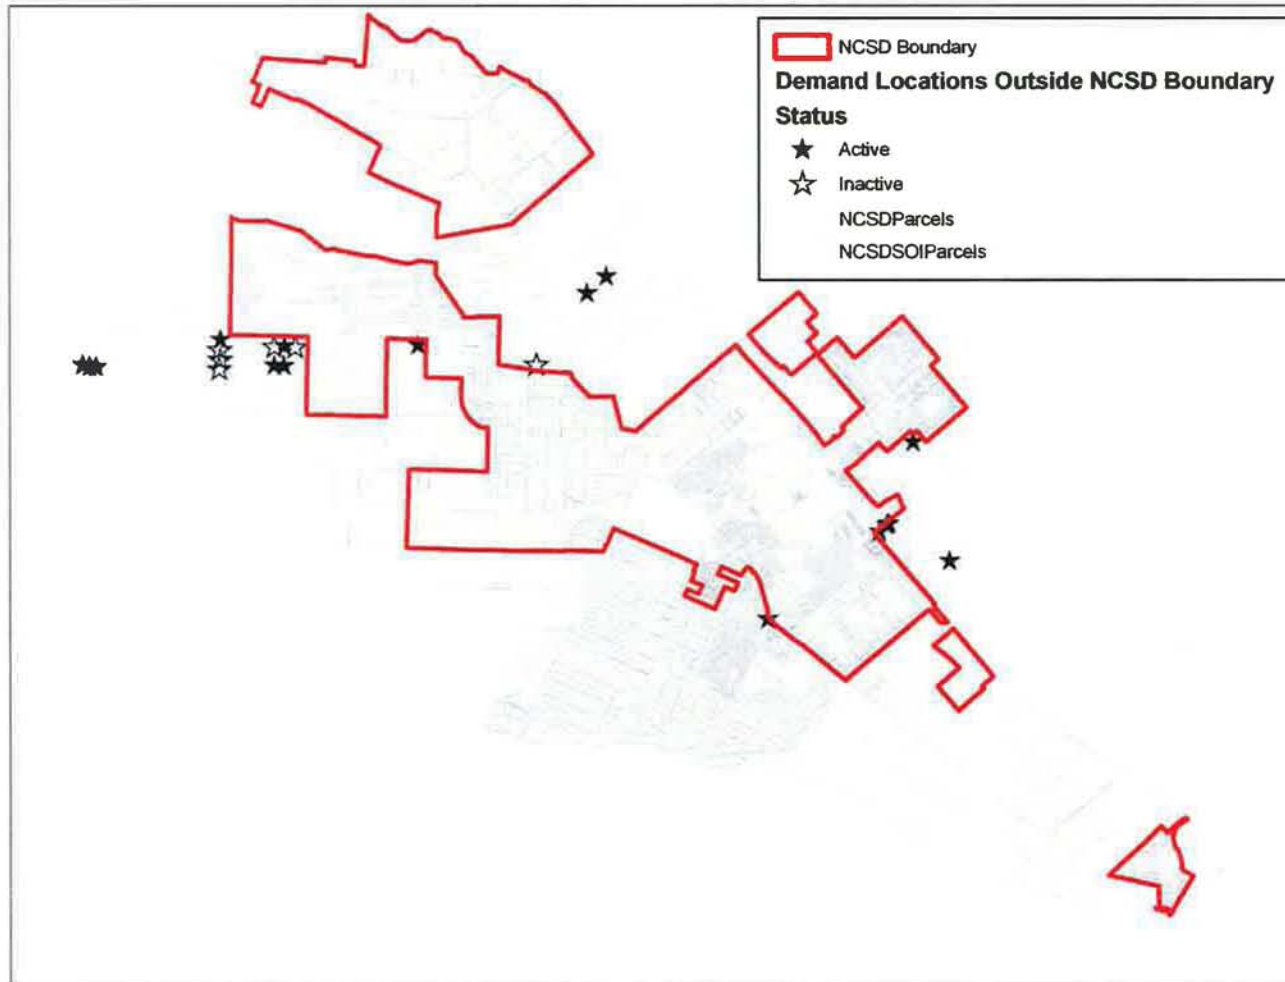 NCSD Boundary
Demand Locations Outside NCSD Boundary
Status
Active
Inactive
NCSDParcels
NCSDSOIParcels